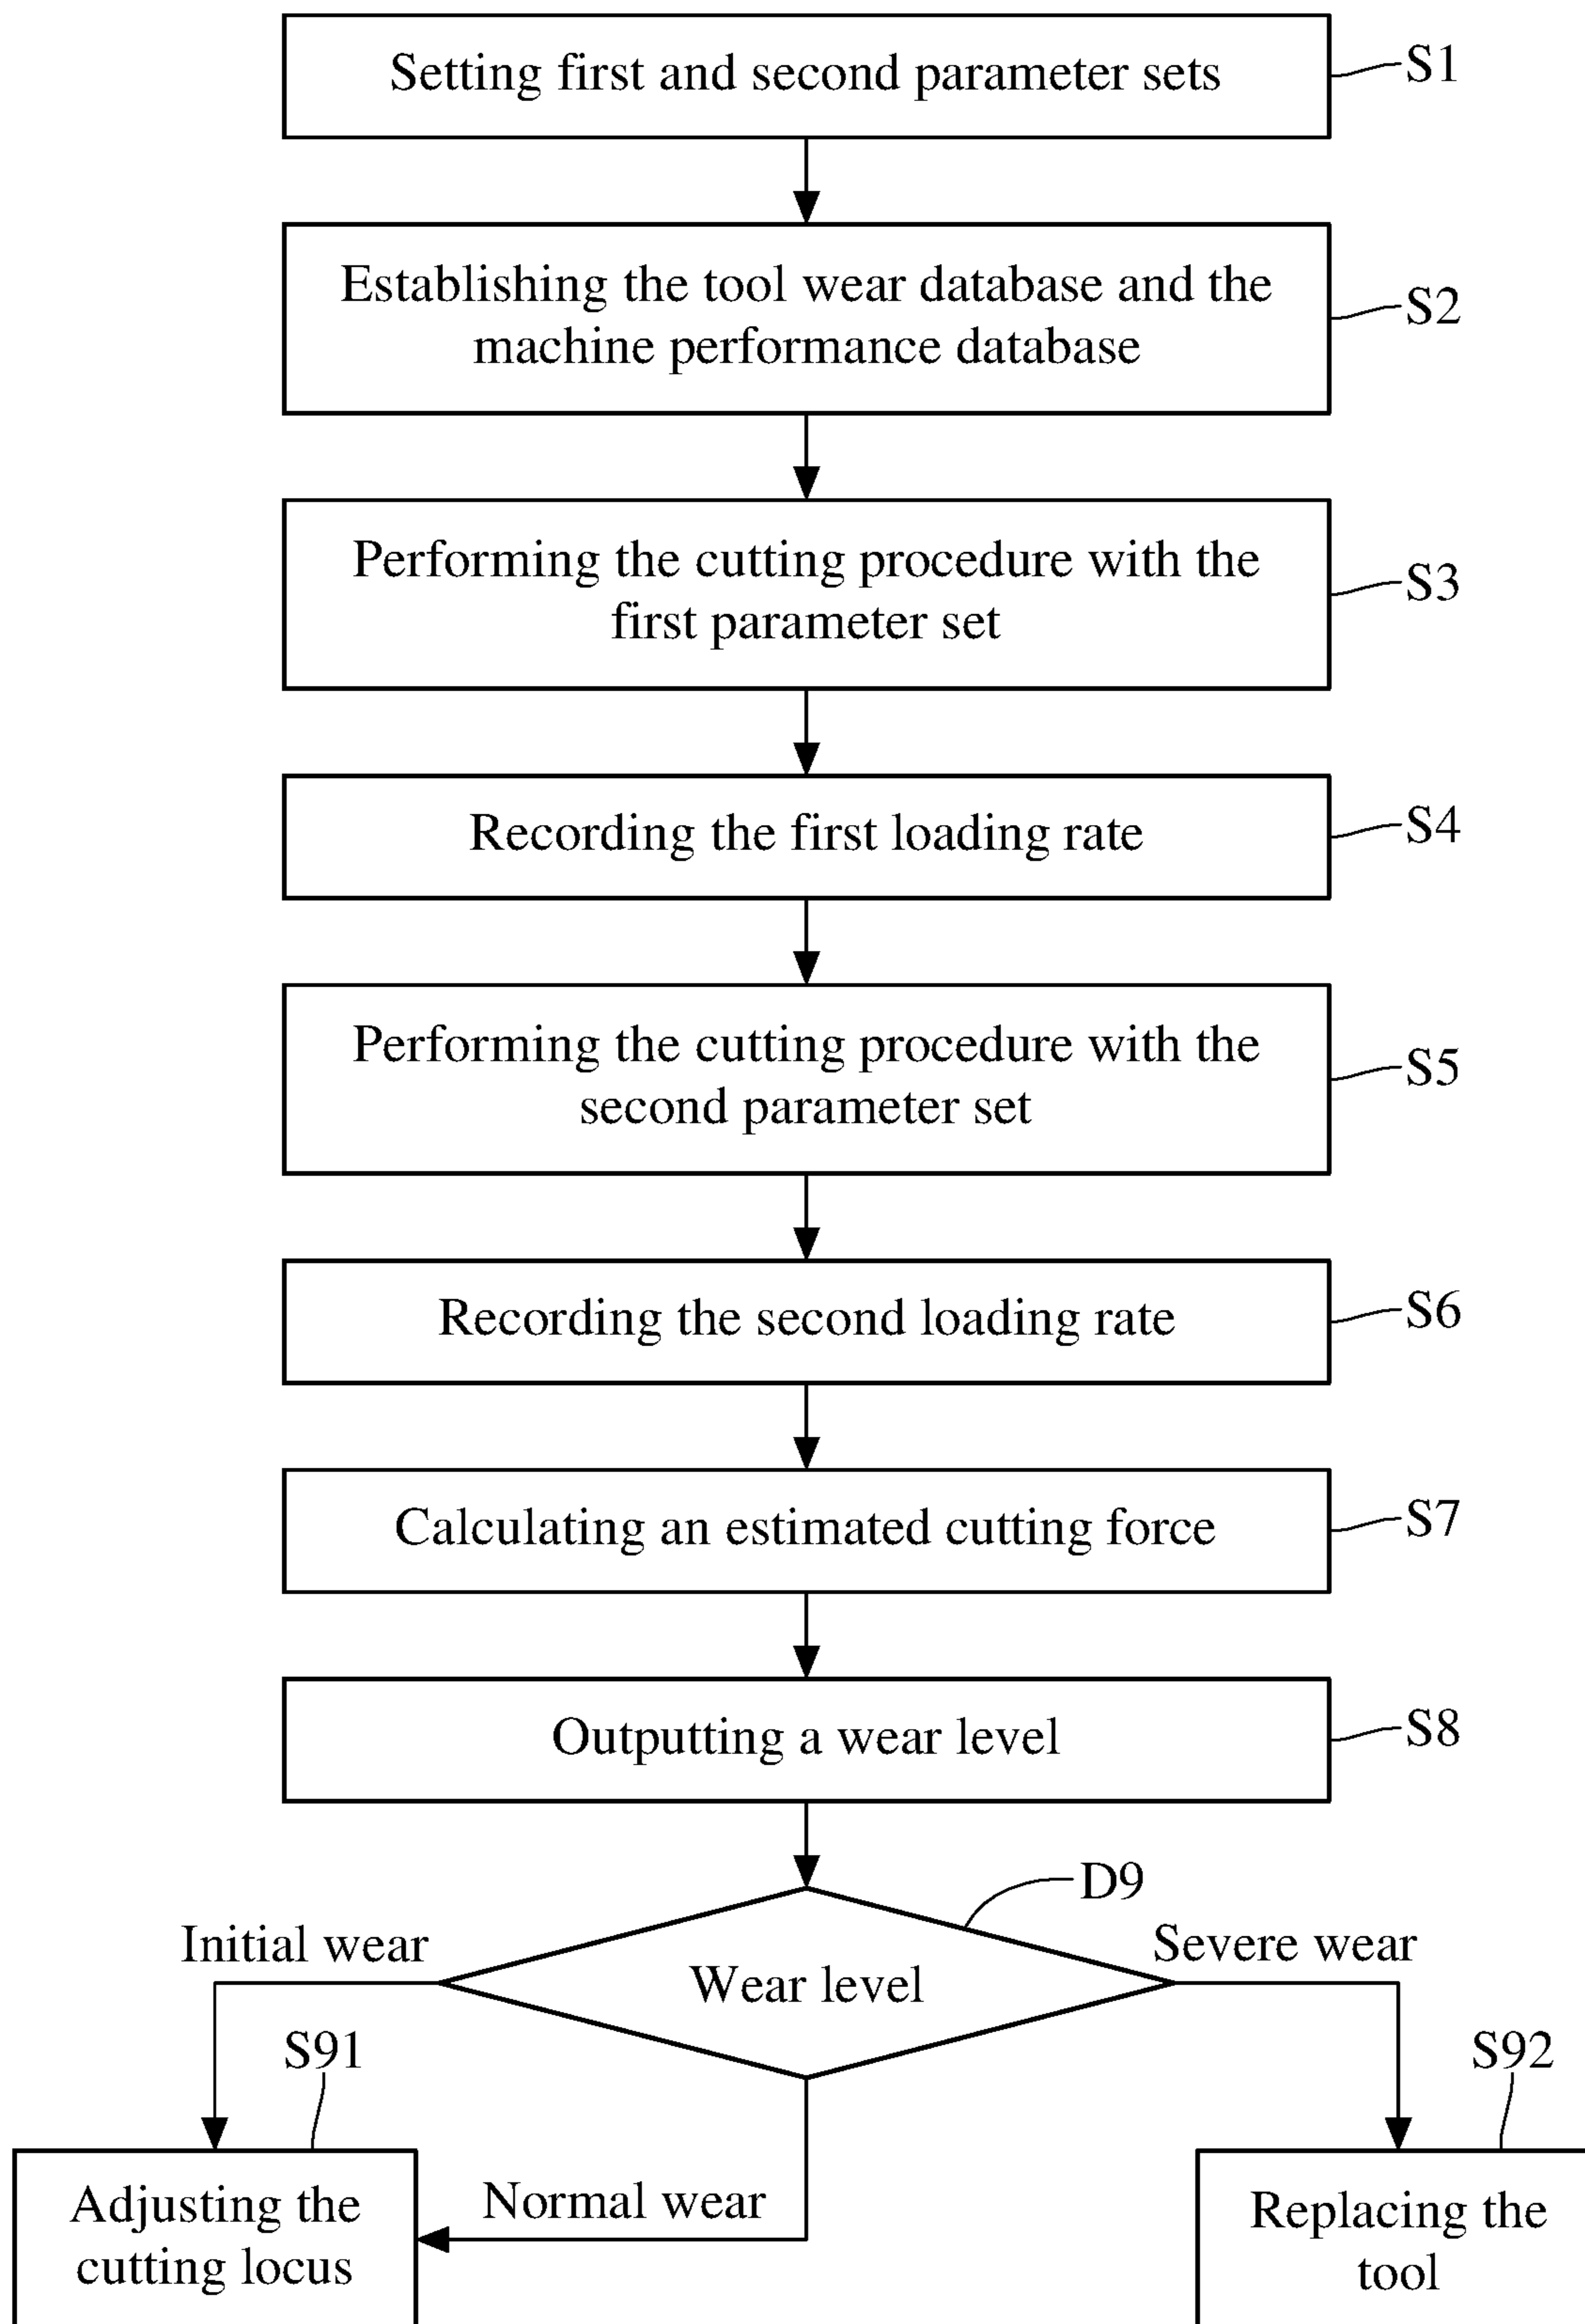 Setting first and second parameter sets
S1
Establishing the tool wear database and the
machine performance database
S2
Performing the cutting procedure with the
first parameter set
S3
Recording the first loading rate
S4
Performing the cutting procedure with the
second parameter set
S5
Recording the second loading rate
S6
Calculating an estimated cutting force
S7
Outputting a wear level
S8
D9
Initial wear
Wear level
Severe wear
S91
S92
Adjusting the
cutting locus
Normal wear
Replacing the
tool